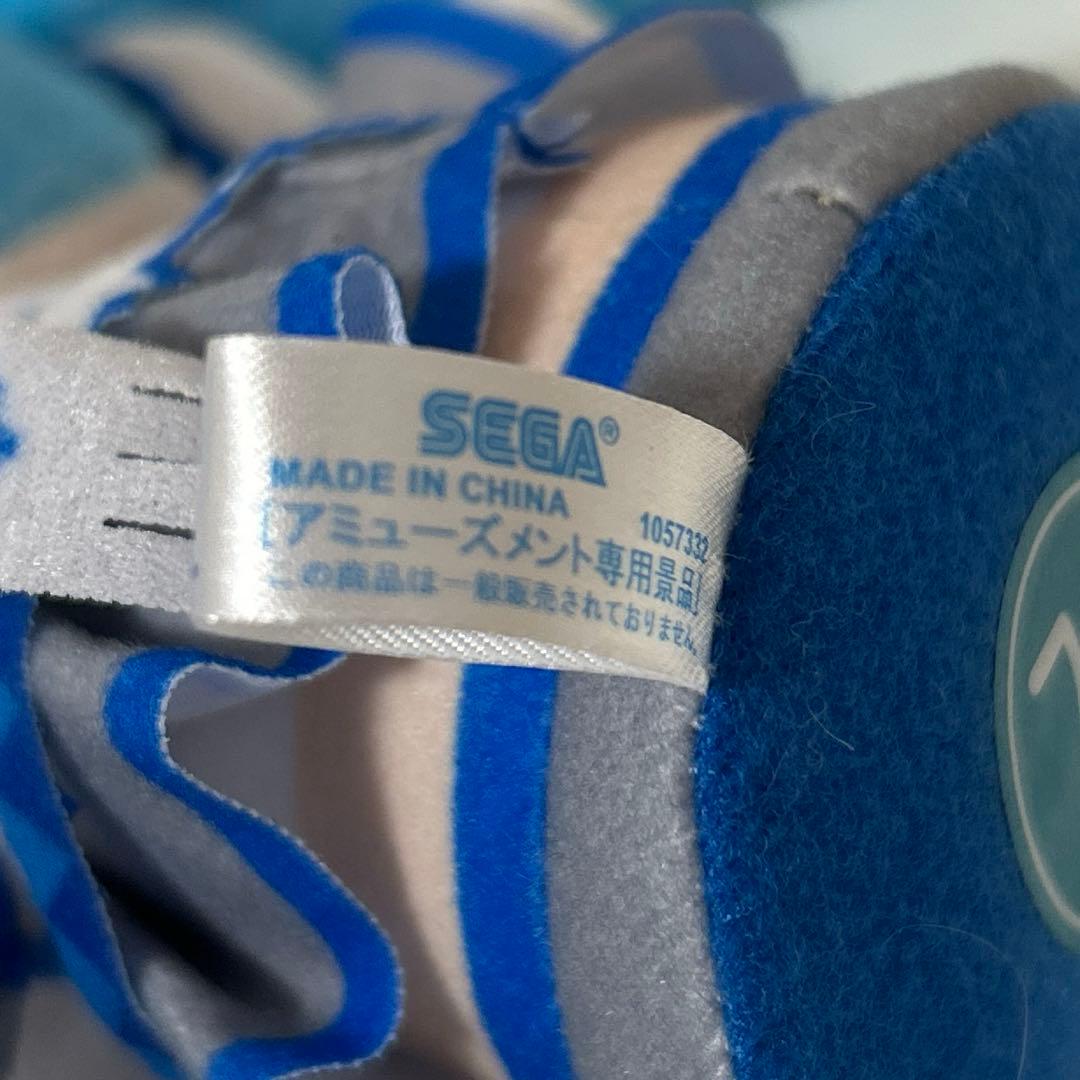 SEGA®
MADE IN CHINA
1057332
[アミューズメント専用景品]
この商品は一般販売されておりません。